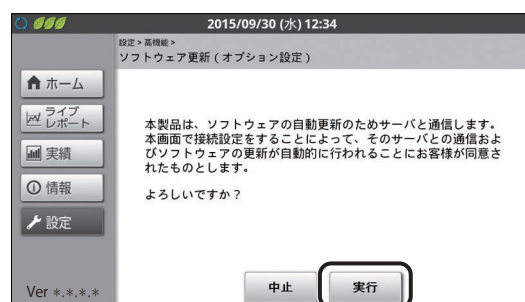 2015/09/30 (水) 12:34
設定 > 高機能 >
ソフトウェア更新 ( オプション設定 )
ホーム
ライブ
レポート
実績
情報
設定
Ver *.*.*.*
本製品は、ソフトウェアの自動更新のためサーバと通信します。
本画面で接続設定をすることによって、そのサーバとの通信およ
びソフトウェアの更新が自動的に行われることにお客様が同意さ
れたものとします。
よろしいですか？
中止
実行